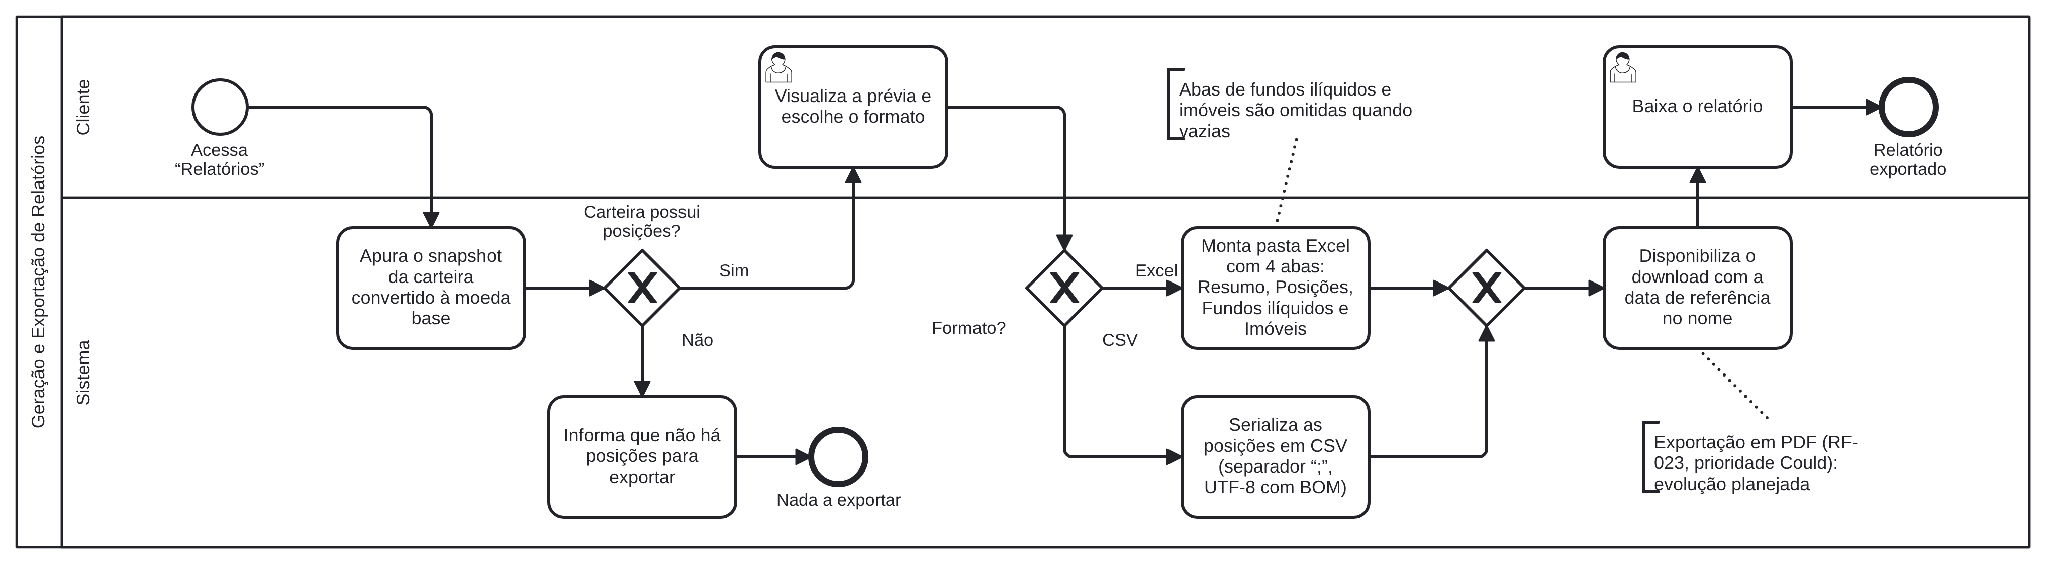 Geração e Exportação de Relatórios
Cliente
Acessa
“Relatórios”
Visualiza a prévia e
escolhe o formato
Abas de fundos ilíquidos e
imóveis são omitidas quando
vazias
Baixa o relatório
Relatório
exportado
Sistema
Apura o snapshot
da carteira
convertido à moeda
base
Carteira possui
posições?
Sim
Não
Informa que não há
posições para
exportar
Nada a exportar
Formato?
Excel
CSV
Monta pasta Excel
com 4 abas:
Resumo, Posições,
Fundos ilíquidos e
Imóveis
Serializa as
posições em CSV
(separador “;”,
UTF-8 com BOM)
Disponibiliza o
download com a
data de referência
no nome
Exportação em PDF (RF-
023, prioridade Could):
evolução planejada